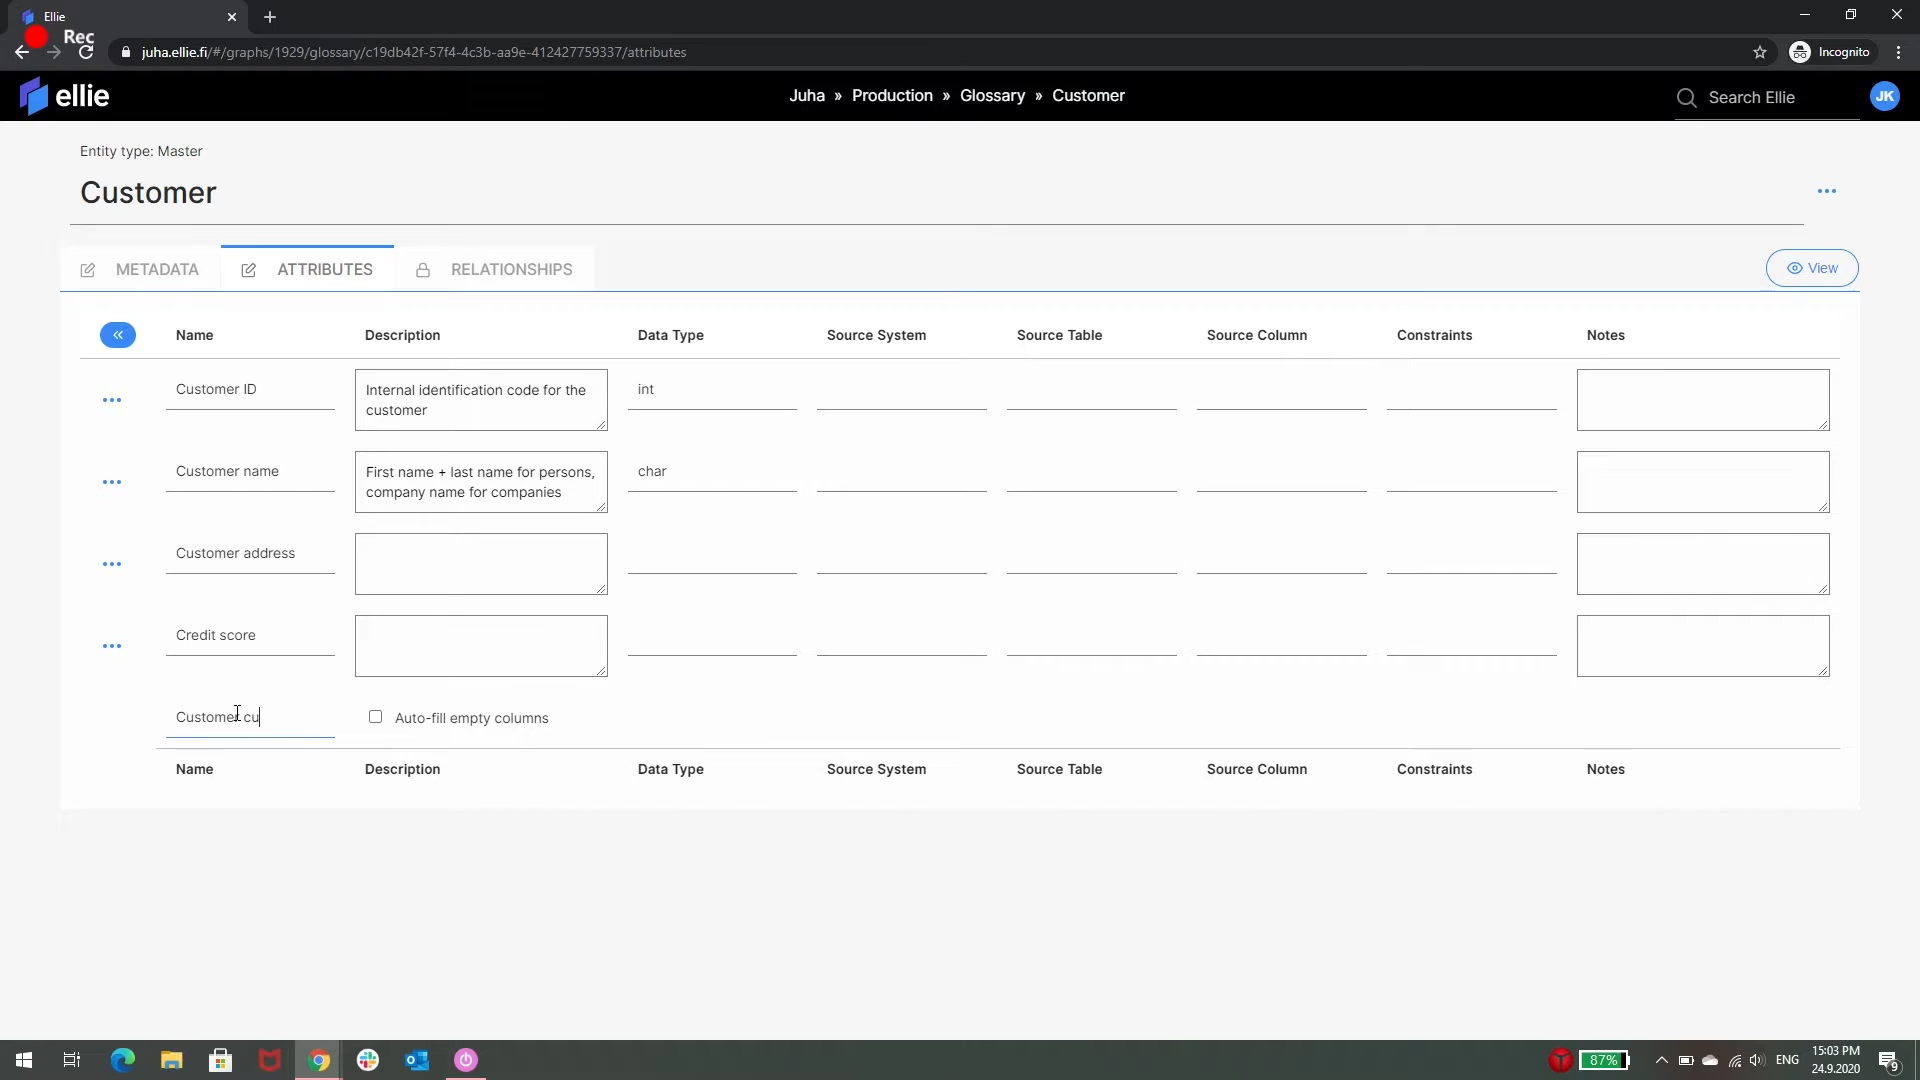 Ellie
Rec
juha.ellie.fi/#/graphs/1929/glossary/c19db42f-57f4-4c3b-aa9e-412427759337/attributes
Incognito
ellie
Juha » Production » Glossary » Customer
Search Ellie
JK
Entity type: Master
Customer
METADATA
ATTRIBUTES
RELATIONSHIPS
View
Name Description Data Type Source System Source Table Source Column Constraints Notes
Customer ID
Internal identification code for the
customer
int
Customer name
First name + last name for persons,
company name for companies
char
Customer address
Credit score
Customer cu
Auto-fill empty columns
Name Description Data Type Source System Source Table Source Column Constraints Notes
87%
ENG
15:03 PM
24.9.2020
9